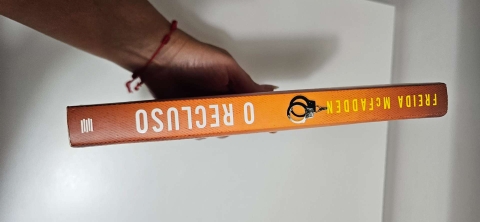 FREIDA McFADDEN
O RECLUSO